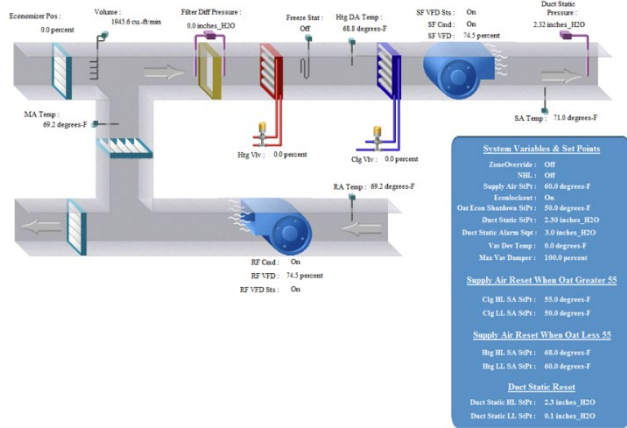 Economizer Pos :
0.0 percent
Volume :
1945.6 cu-ft/min
Filter Diff Pressure :
0.0 inches_H2O
Freeze Stat :
Off
Htg DA Temp :
68.8 degrees-F
SF VFD Sts : On
SF Cmd : On
SF VFD : 74.5 percent
Duct Static Pressure :
2.32 inches_H2O
MA Temp :
69.2 degrees-F
SA Temp : 71.0 degrees-F
Htg Vlv : 0.0 percent
Clg Vlv : 0.0 percent
RA Temp : 69.2 degrees-F
RF Cmd : On
RF VFD : 74.5 percent
RF VFD Sts : On
System Variables & Set Points
ZoneOverride : Off
NHL : Off
Supply Air StPt : 60.0 degrees-F
Econlockout : On
Oat Econ Shutdown StPt : 50.0 degrees-F
Duct Static StPt : 2.30 inches_H2O
Duct Static Alarm Stpt : 3.0 inches_H2O
Var Dev Temp : 0.0 degrees-F
Max Vav Damper : 100.0 percent
Supply Air Reset When Oat Greater 55
Clg HL SA StPt : 55.0 degrees-F
Clg LL SA StPt : 50.0 degrees-F
Supply Air Reset When Oat Less 55
Htg HL SA StPt : 68.0 degrees-F
Htg LL SA StPt : 60.0 degrees-F
Duct Static Reset
Duct Static HL StPt : 2.3 inches_H2O
Duct Static LL StPt : 0.1 inches_H2O